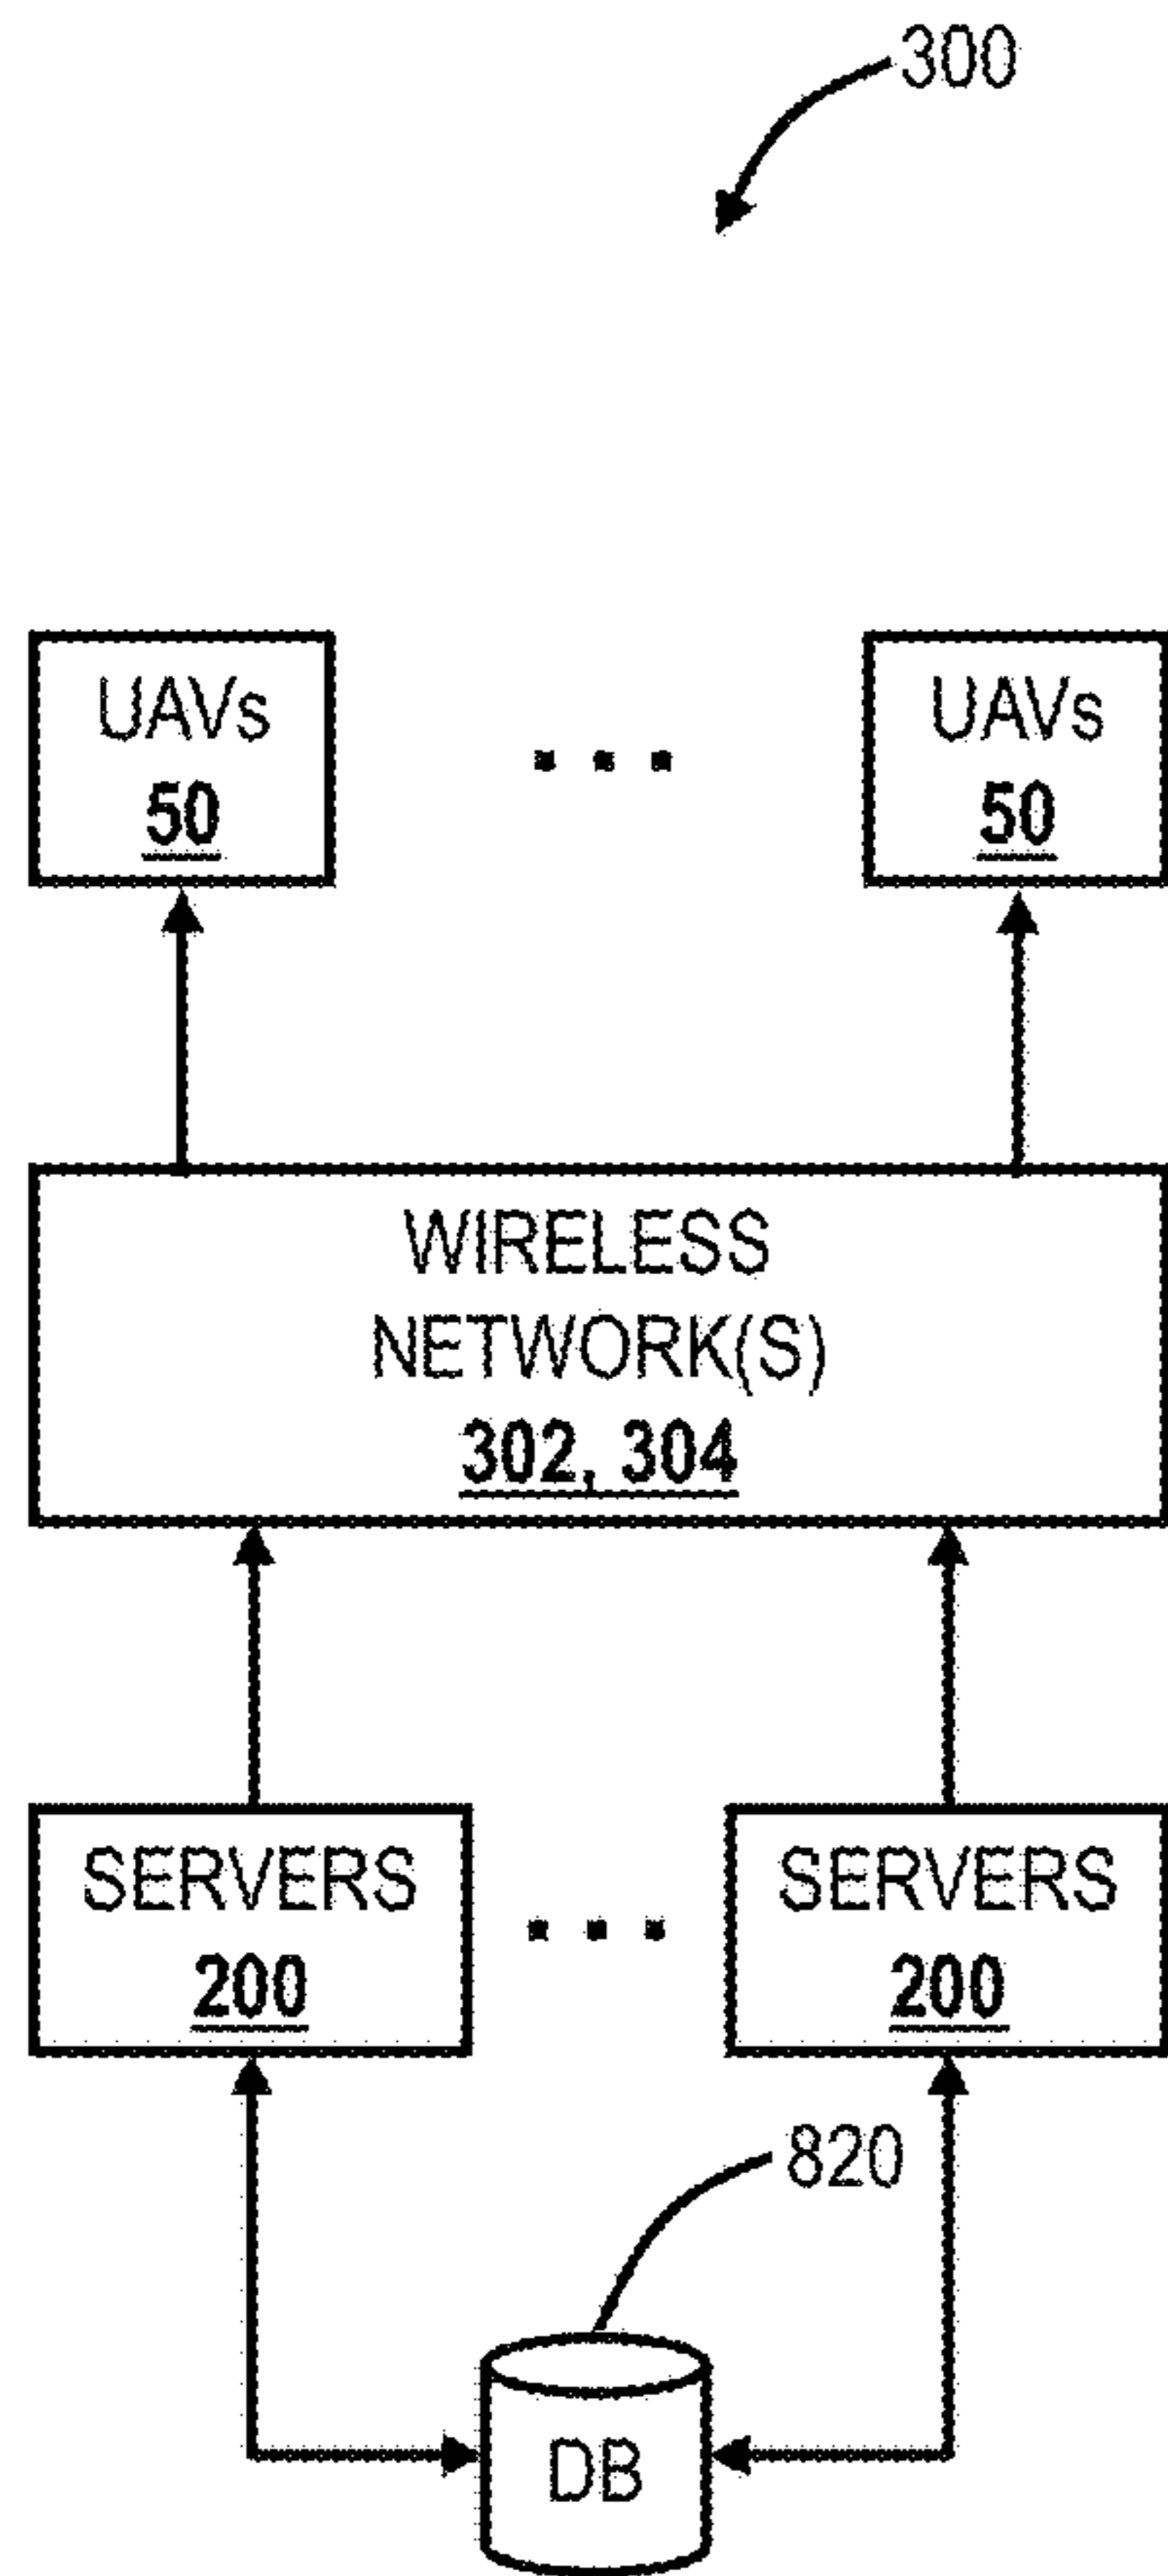 300
UAVs
50
UAVs
50
WIRELESS
NETWORK(S)
302, 304
SERVERS
200
SERVERS
200
820
DB